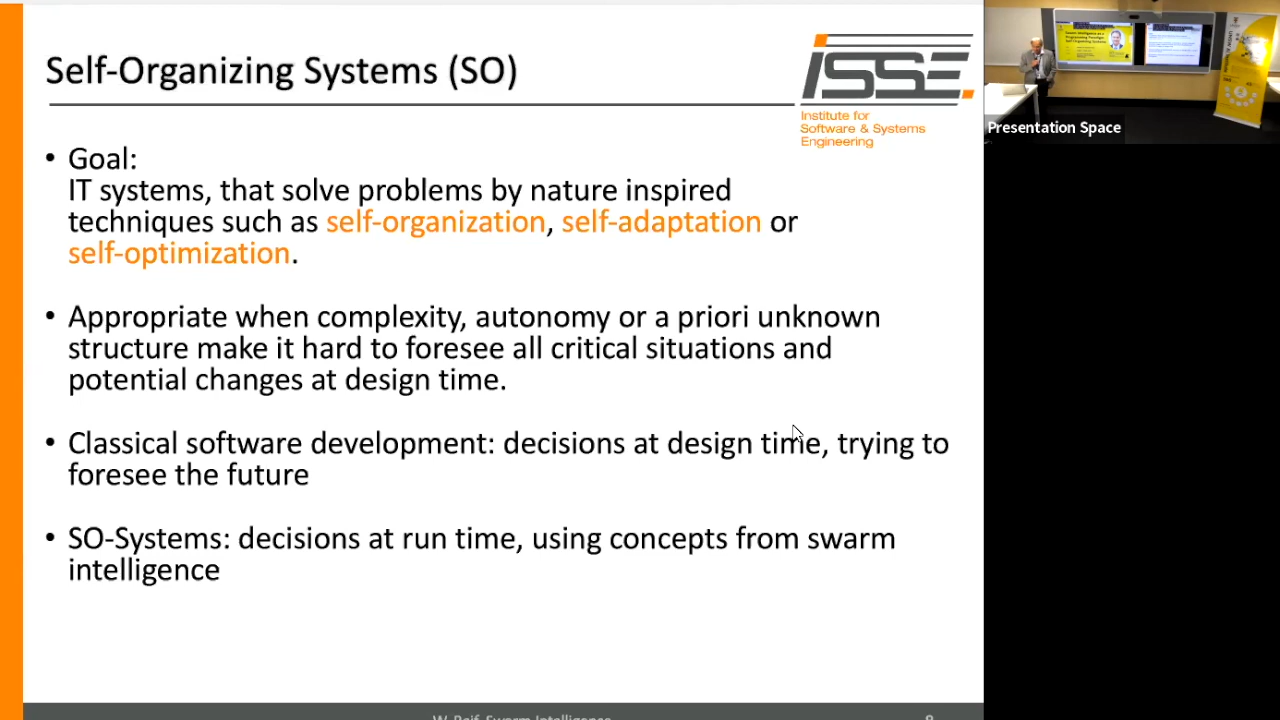 Self-Organizing Systems (SO)
ISSE
Institute for
Software & Systems
Engineering
• Goal:
IT systems, that solve problems by nature inspired
techniques such as self-organization, self-adaptation or
self-optimization.
• Appropriate when complexity, autonomy or a priori unknown
structure make it hard to foresee all critical situations and
potential changes at design time.
• Classical software development: decisions at design time, trying to
foresee the future
• SO-Systems: decisions at run time, using concepts from swarm
intelligence
W. Reif, Swarm Intelligence
Presentation Space